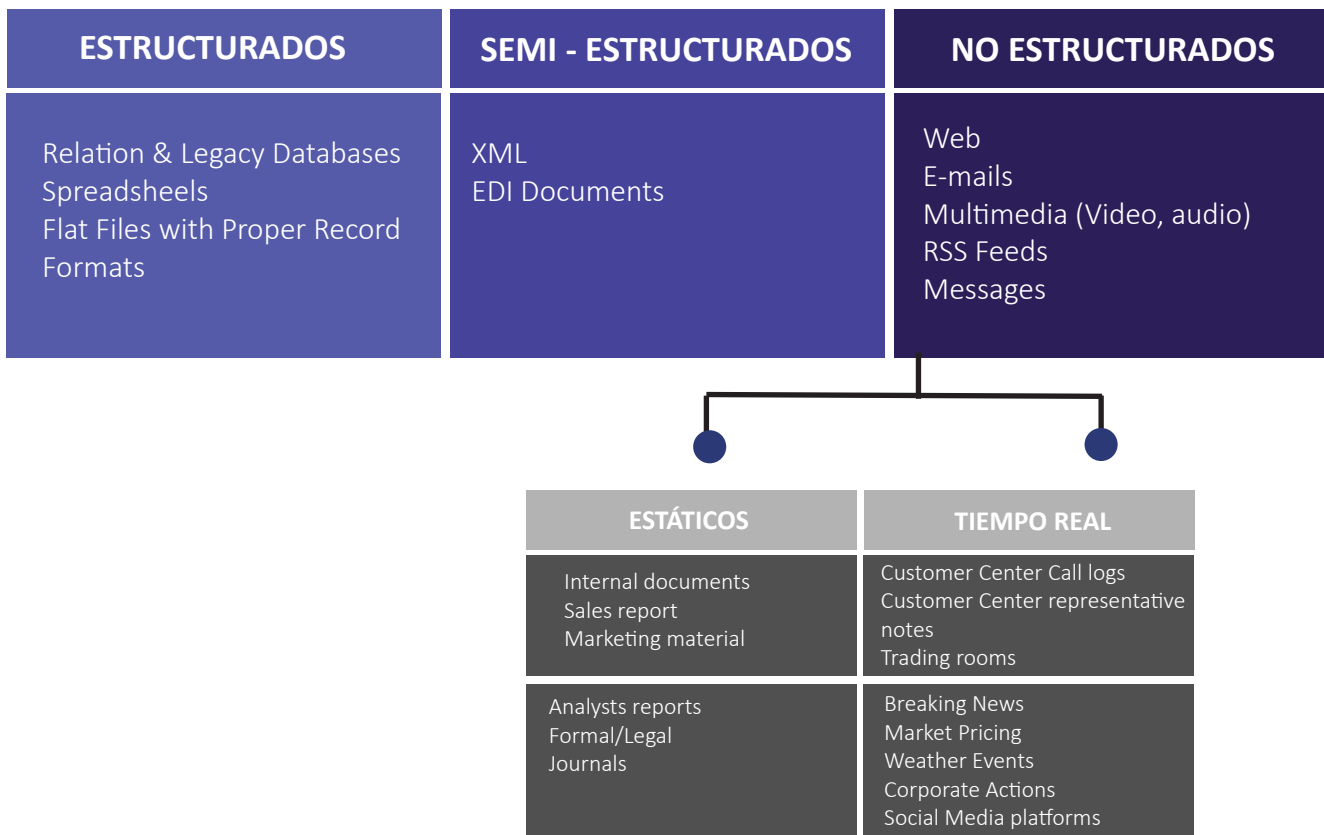 ESTRUCTURADOS
Relation & Legacy Databases
Spreadsheels
Flat Files with Proper Record
Formats
SEMI - ESTRUCTURADOS
XML
EDI Documents
NO ESTRUCTURADOS
Web
E-mails
Multimedia (Video, audio)
RSS Feeds
Messages
ESTÁTICOS
Internal documents
Sales report
Marketing material
Analysts reports
Formal/Legal
Journals
TIEMPO REAL
Customer Center Call logs
Customer Center representative
notes
Trading rooms
Breaking News
Market Pricing
Weather Events
Corporate Actions
Social Media platforms